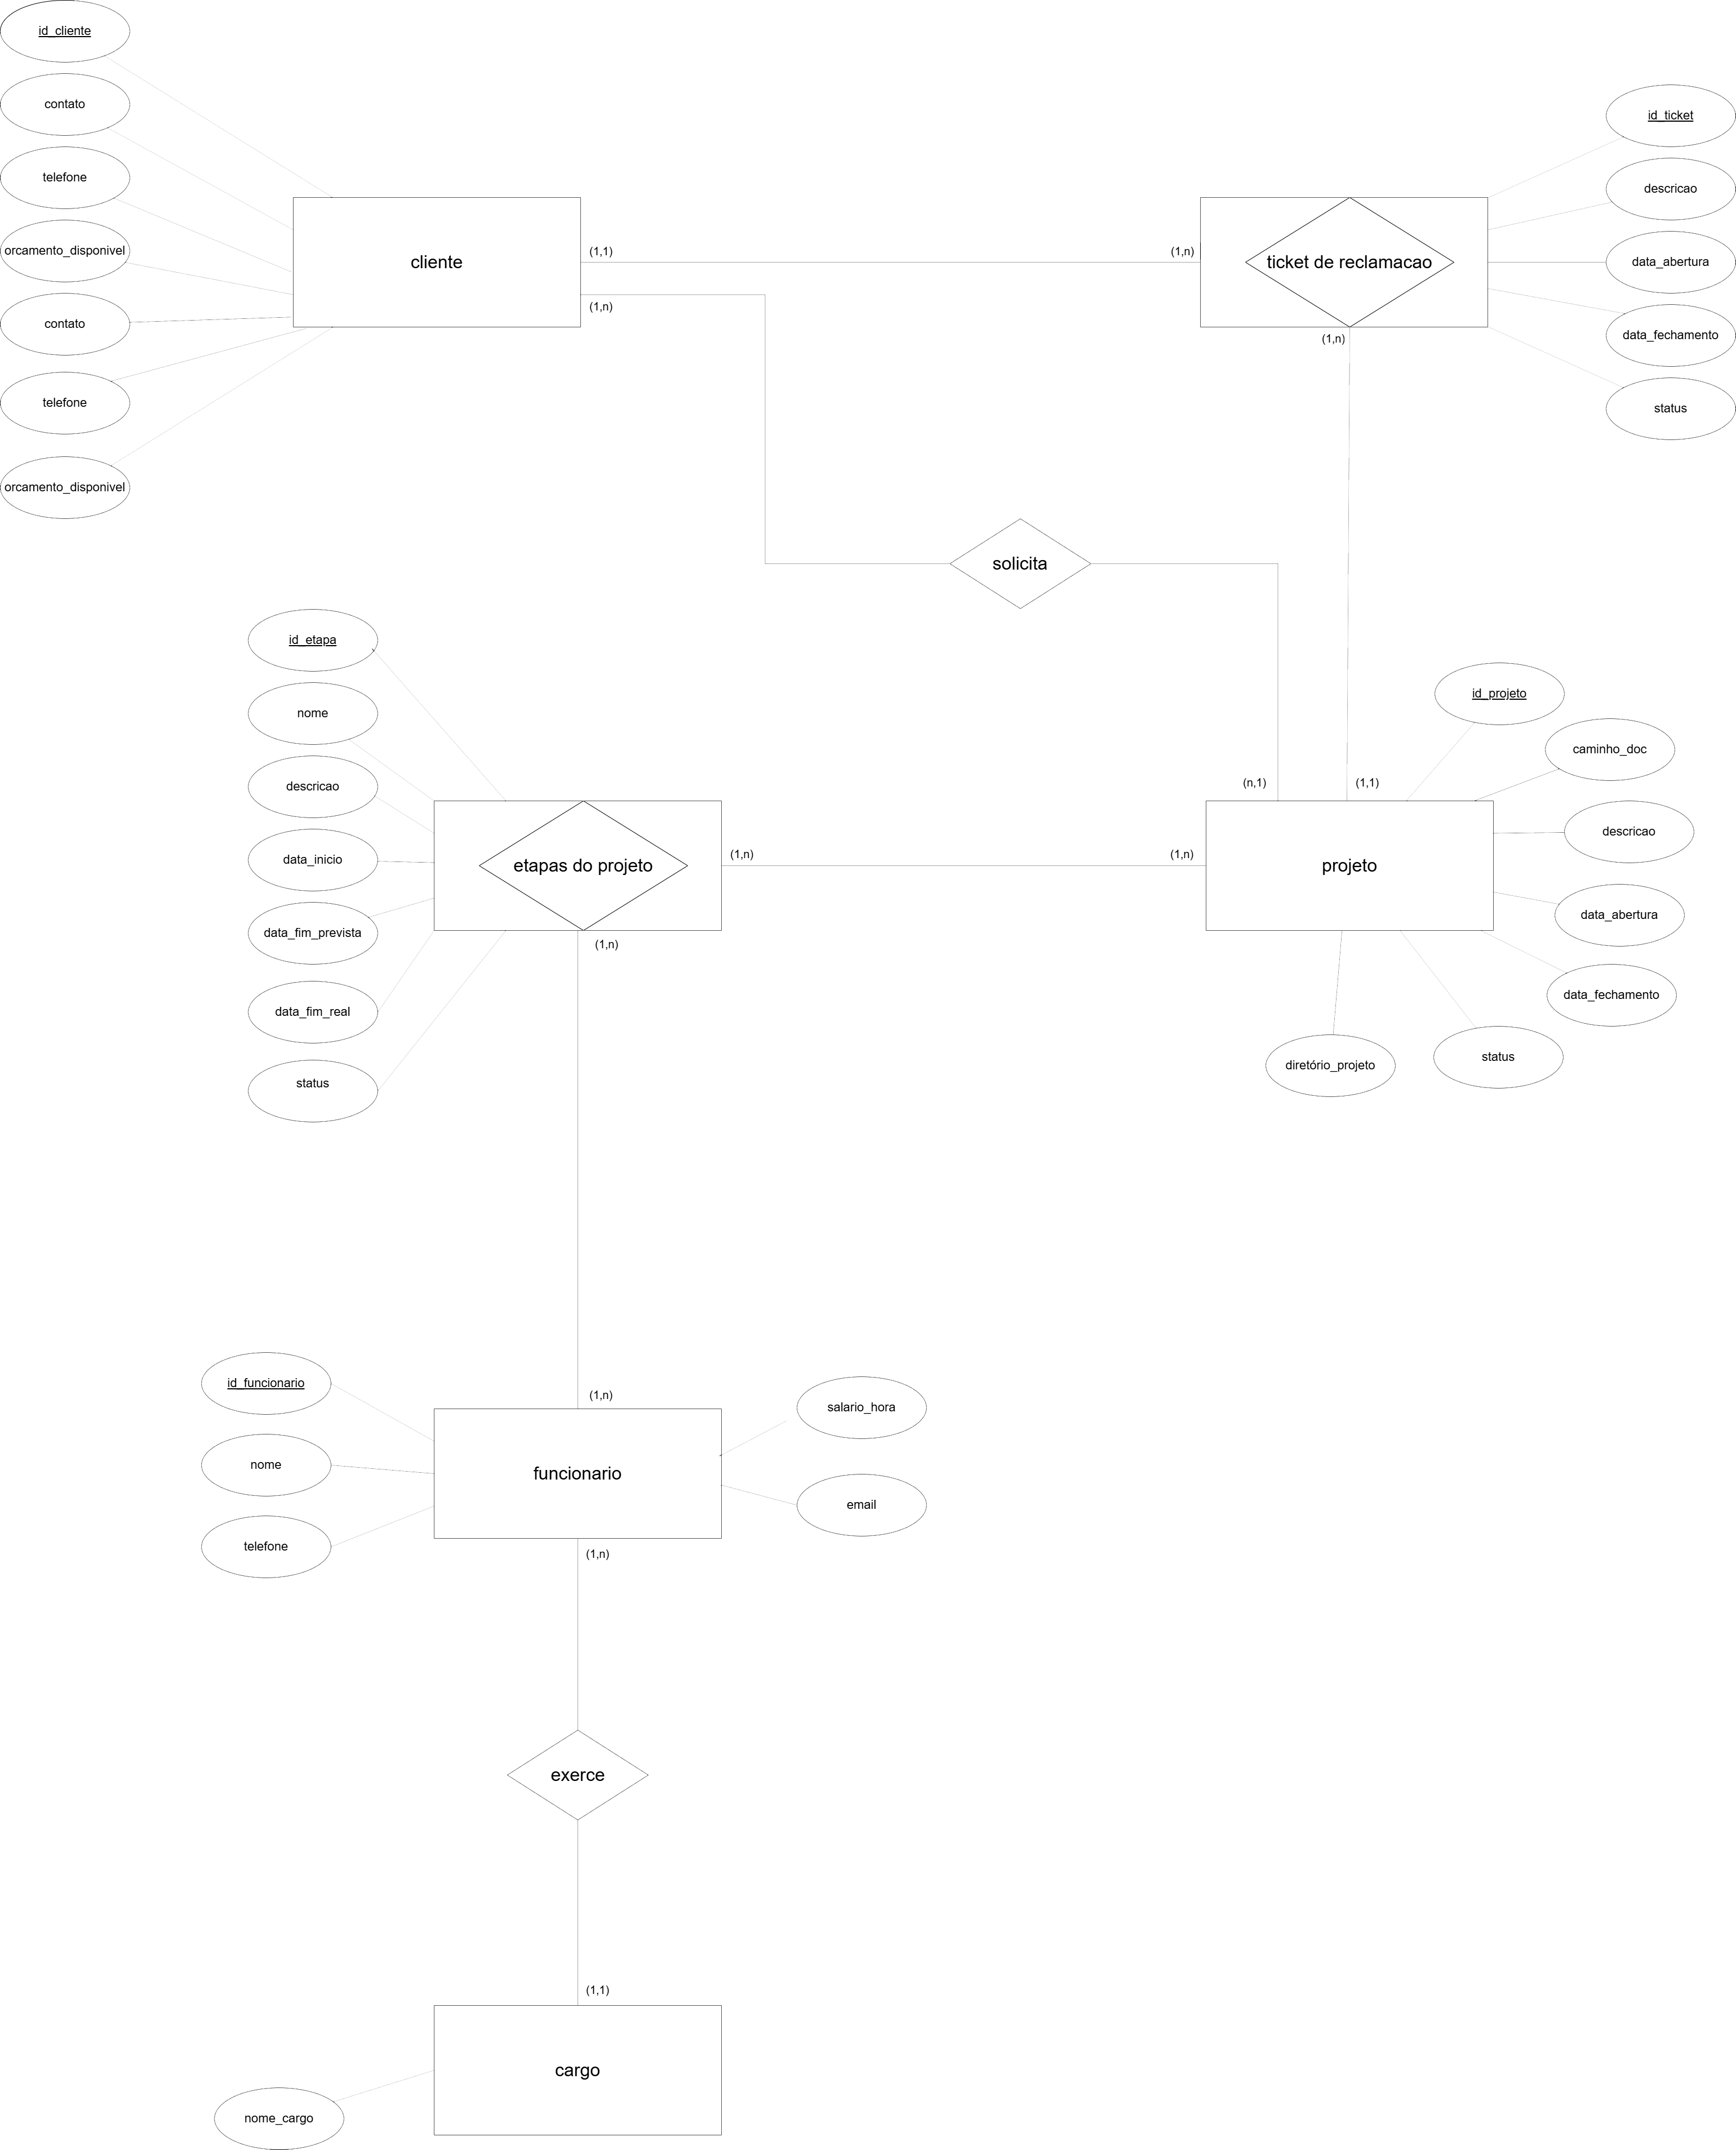 id_cliente
contato
telefone
orcamento_disponivel
contato
telefone
orcamento_disponivel
cliente
(1,1)
(1,n)
(1,n)
ticket de reclamacao
(1,n)
id_ticket
descricao
data_abertura
data_fechamento
status
solicita
id_etapa
nome
descricao
data_inicio
data_fim_prevista
data_fim_real
status
etapas do projeto
(1,n)
(1,n)
(1,n)
(n,1)
(1,1)
projeto
id_projeto
caminho_doc
descricao
data_abertura
data_fechamento
status
diretório_projeto
(1,n)
id_funcionario
nome
telefone
funcionario
salario_hora
email
(1,n)
exerce
(1,1)
cargo
nome_cargo